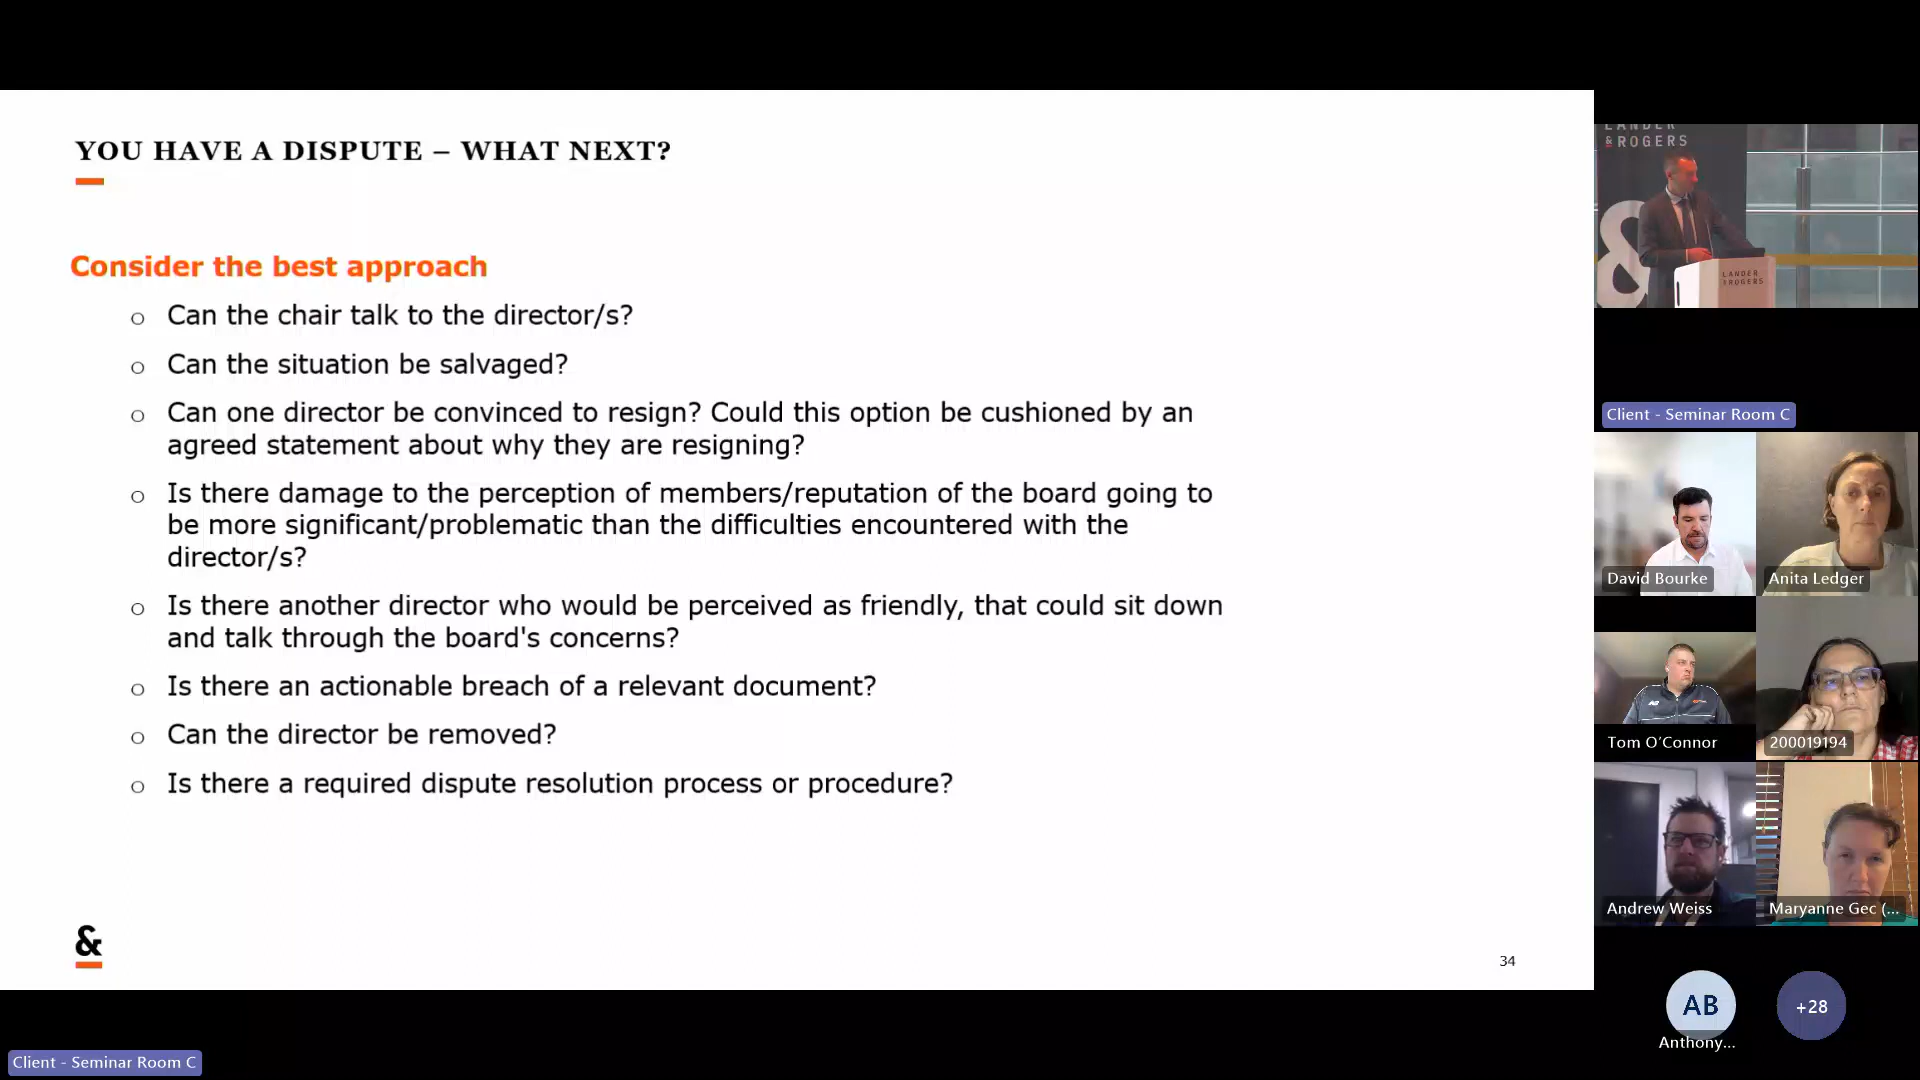 YOU HAVE A DISPUTE – WHAT NEXT?
Consider the best approach
o Can the chair talk to the director/s?
o Can the situation be salvaged?
o Can one director be convinced to resign? Could this option be cushioned by an
agreed statement about why they are resigning?
o Is there damage to the perception of members/reputation of the board going to
be more significant/problematic than the difficulties encountered with the
director/s?
o Is there another director who would be perceived as friendly, that could sit down
and talk through the board's concerns?
o Is there an actionable breach of a relevant document?
o Can the director be removed?
o Is there a required dispute resolution process or procedure?
&
34
Client - Seminar Room C
LANDER
& ROGERS
&
LANDER
& ROGERS
Client - Seminar Room C
David Bourke
Anita Ledger
Tom O'Connor
200019194
Andrew Weiss
Maryanne Gec (...
AB
Anthony...
+28